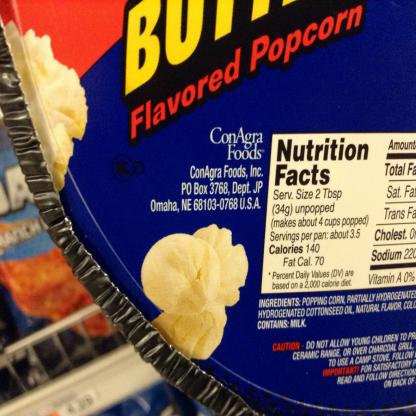 BUTT
Flavored Popcorn
ConAgra
Foods
ConAgra Foods, Inc.
PO Box 3768, Dept. JP
Omaha, NE 68103-0768 U.S.A.
Nutrition
Facts
Serv. Size 2 Tbsp
(34g) unpopped
(makes about 4 cups popped)
Servings per pan: about 3.5
Calories 140
Fat Cal. 70
* Percent Daily Values (DV) are
based on a 2,000 calorie diet.
Amount
Total Fa
Sat. Fat
Trans Fa
Cholest. 0
Sodium 220
Vitamin A 0%
INGREDIENTS: POPPING CORN, PARTIALLY HYDROGENATED
HYDROGENATED COTTONSEED OIL, NATURAL FLAVOR, COLO
CONTAINS: MILK.
CAUTION - DO NOT ALLOW YOUNG CHILDREN TO PR
CERAMIC RANGE, OR OVER CHARCOAL GRILL.
TO USE A CAMP STOVE, FOLLOW
IMPORTANT! FOR SATISFACTORY
READ AND FOLLOW DIRECTION
ON BACK